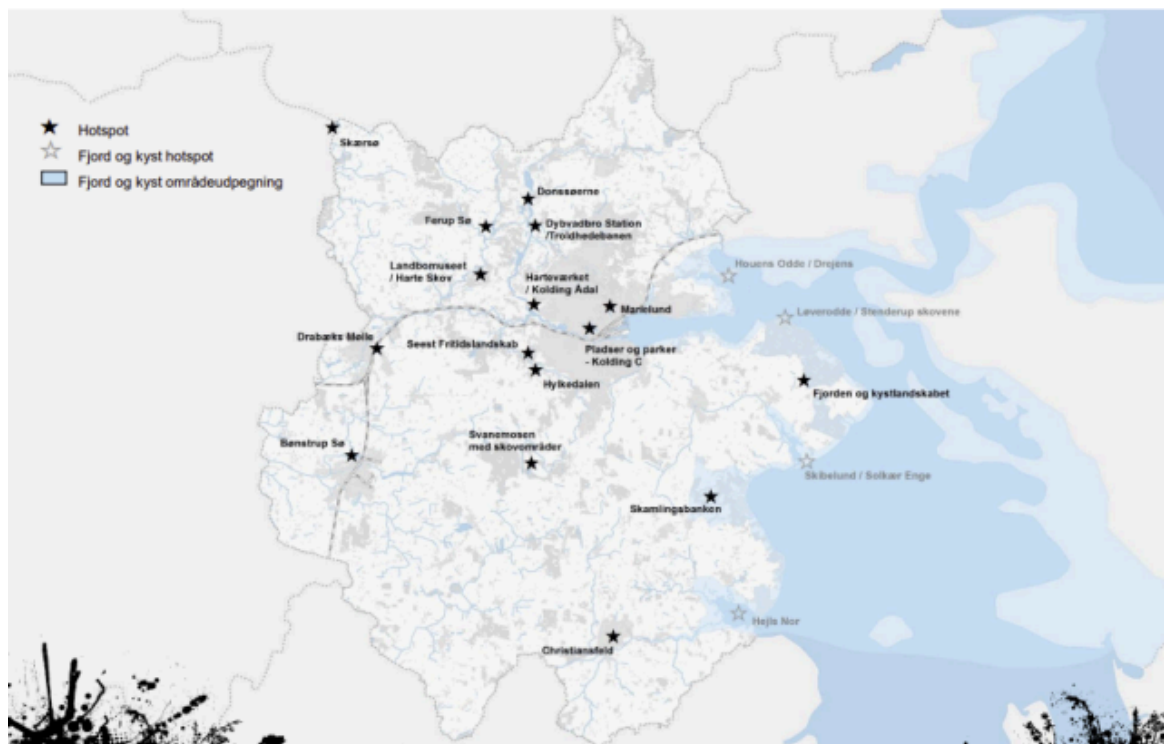 Hotspot
Fjord og kyst hotspot
Fjord og kyst områdeudpegning
Skærsø
Donssøerne
Ferup Sø
Dybvadbro Station
/Troldhedebanen
Landbomuseet
/ Harte Skov
Harteværket
/ Kolding Ådal
Houens Odde / Drejens
Marielund
Løverodde / Stenderup skovene
Drabæks Mølle
Seest Fritidslandskab
Pladser og parker
- Kolding C
Hylkedalen
Fjorden og kystlandskabet
Bønstrup Sø
Svanemosen
med skovområder
Skibelund / Solkær Enge
Skamlingsbanken
Hejls Nor
Christiansfeld